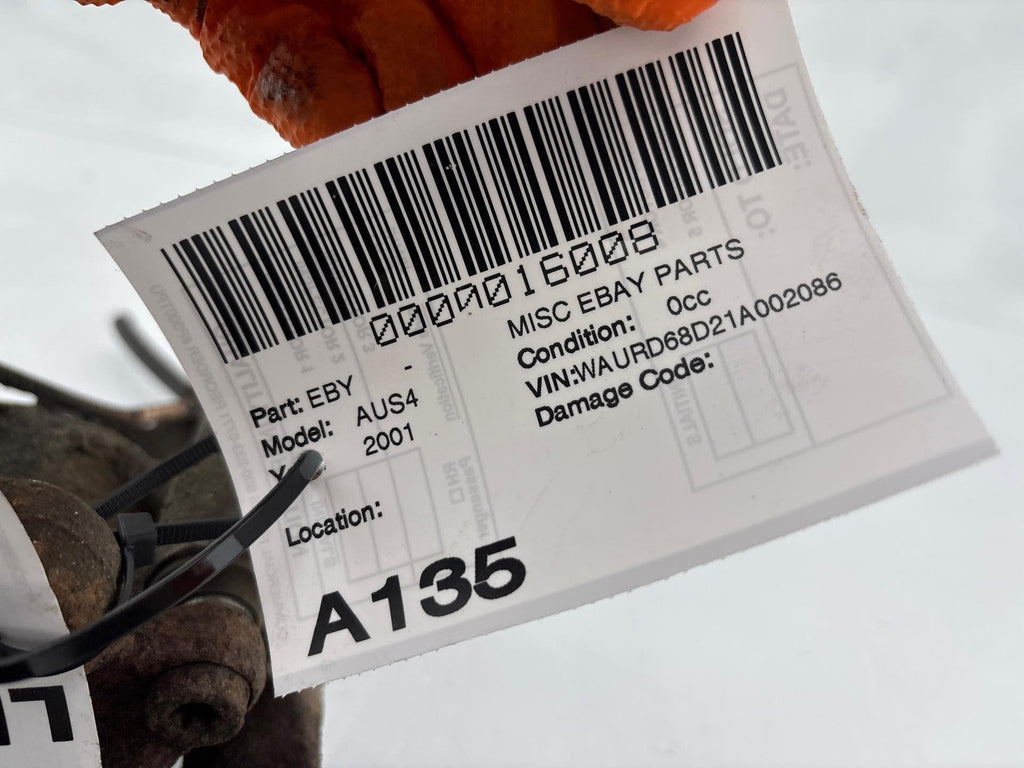 0000016008
Part: EBY - MISC EBAY PARTS
Model: AUS4 Condition: 0cc
2001 VIN:WAURD68D21A002086
Damage Code:
Location:
A135